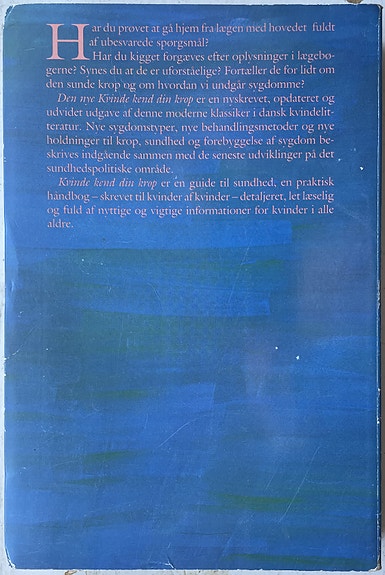 Har du prøvet at gå hjem fra lægen med hovedet fuldt
af ubesvarede spørgsmål?
Har du kigget forgæves efter oplysninger i lægebø-
gerne? Synes du at de er uforståelige? Fortæller de for lidt om
den sunde krop og om hvordan vi undgår sygdomme?
Den nye Kvinde kend din krop er en nyskrevet, opdateret og
udvidet udgave af denne moderne klassiker i dansk kvindelit-
teratur. Nye sygdomstyper, nye behandlingsmetoder og nye
holdninger til krop, sundhed og forebyggelse af sygdom be-
skrives indgående sammen med de seneste udviklinger på det
sundhedspolitiske område.
Kvinde kend din krop er én guide til sundhed, en praktisk
håndbog – skrevet til kvinder af kvinder – detaljeret, let læselig
og fuld af nyttige og vigtige informationer for kvinder i alle
aldre.